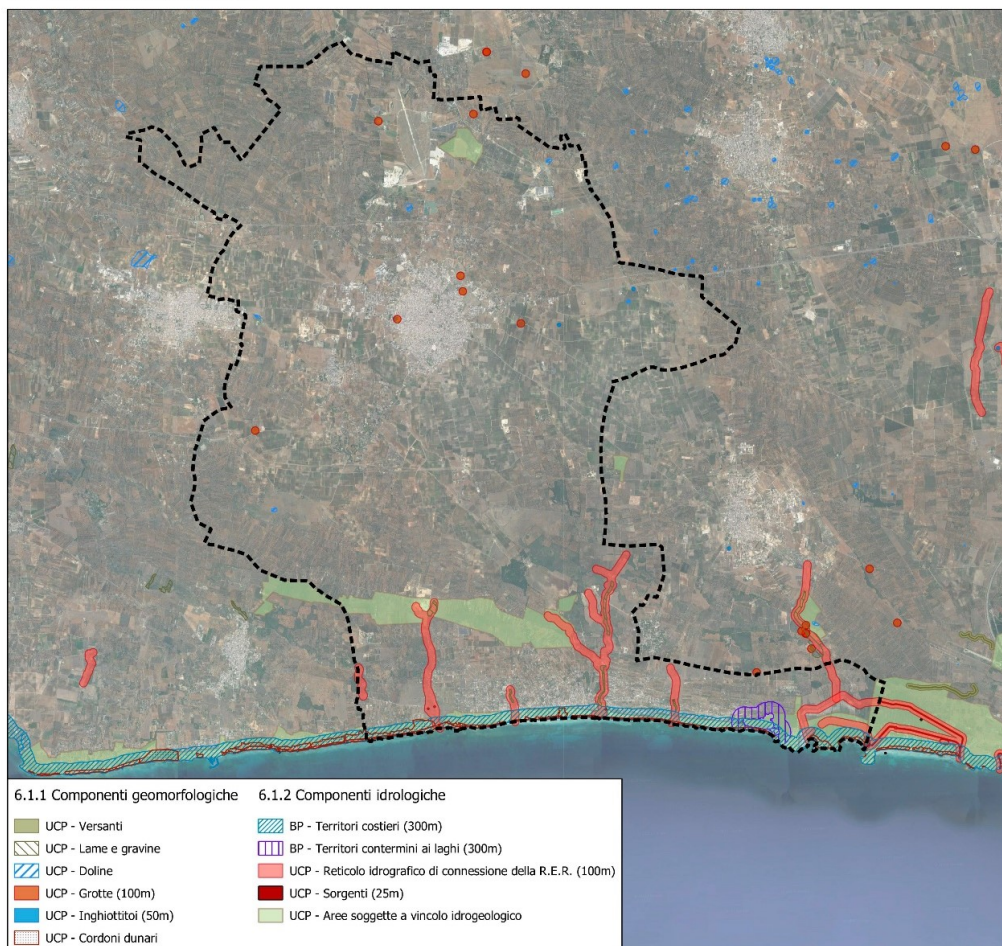 6.1.1 Componenti geomorfologiche
UCP - Versanti
UCP - Lame e gravine
UCP - Doline
UCP - Grotte (100m)
UCP - Inghiottitoi (50m)
UCP - Cordoni dunari
6.1.2 Componenti idrologiche
BP - Territori costieri (300m)
BP - Territori contermini ai laghi (300m)
UCP - Reticolo idrografico di connessione della R.E.R. (100m)
UCP - Sorgenti (25m)
UCP - Aree soggette a vincolo idrogeologico